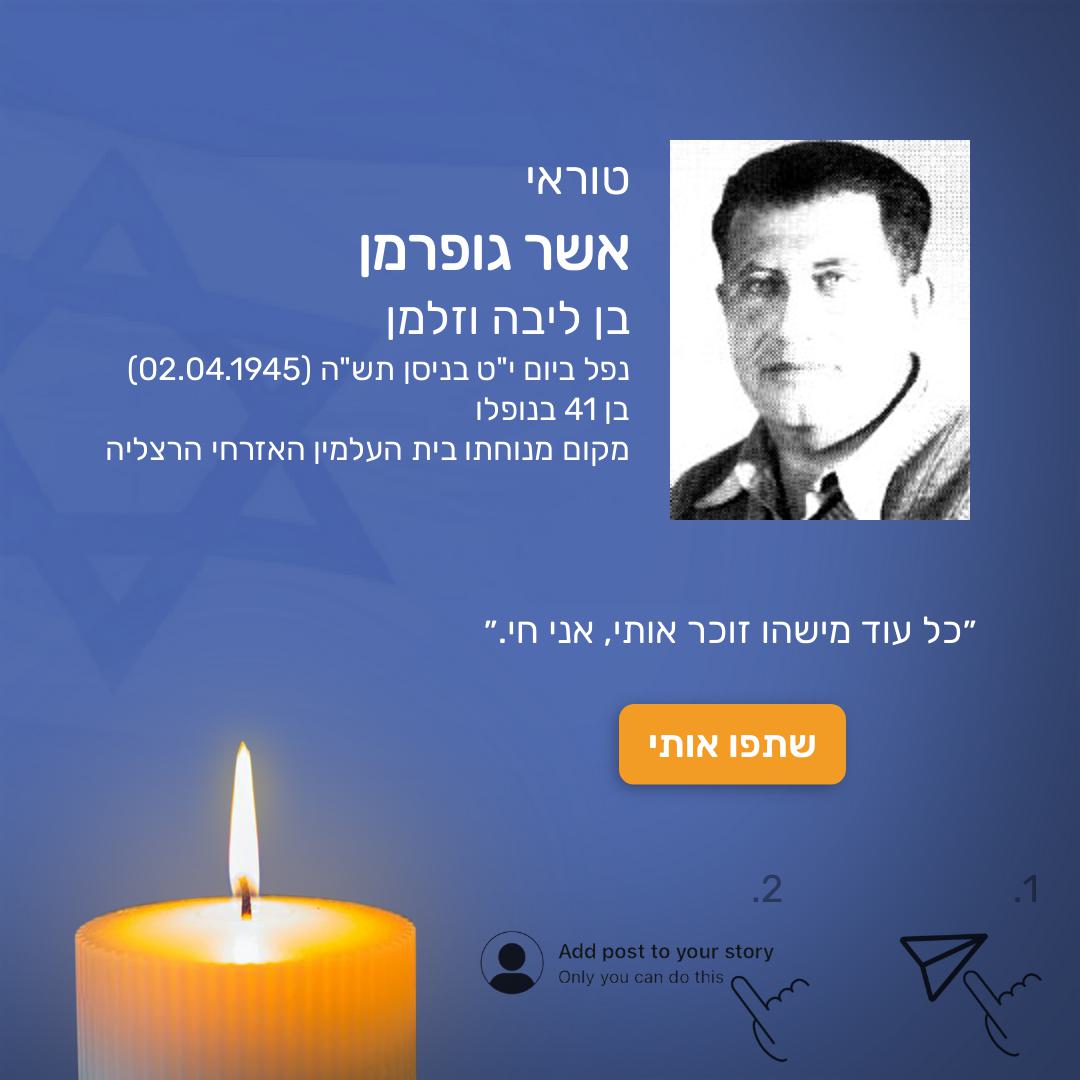 טוראי
אשר גופרמן
בן ליבה וזלמן
נפל ביום י"ט בניסן תש"ה (02.04.1945)
בן 41 בנופלו
מקום מנוחתו בית העלמין האזרחי הרצליה
״כל עוד מישהו זוכר אותי, אני חי.״
שתפו אותי
1.
2.
Add post to your story
Only you can do this